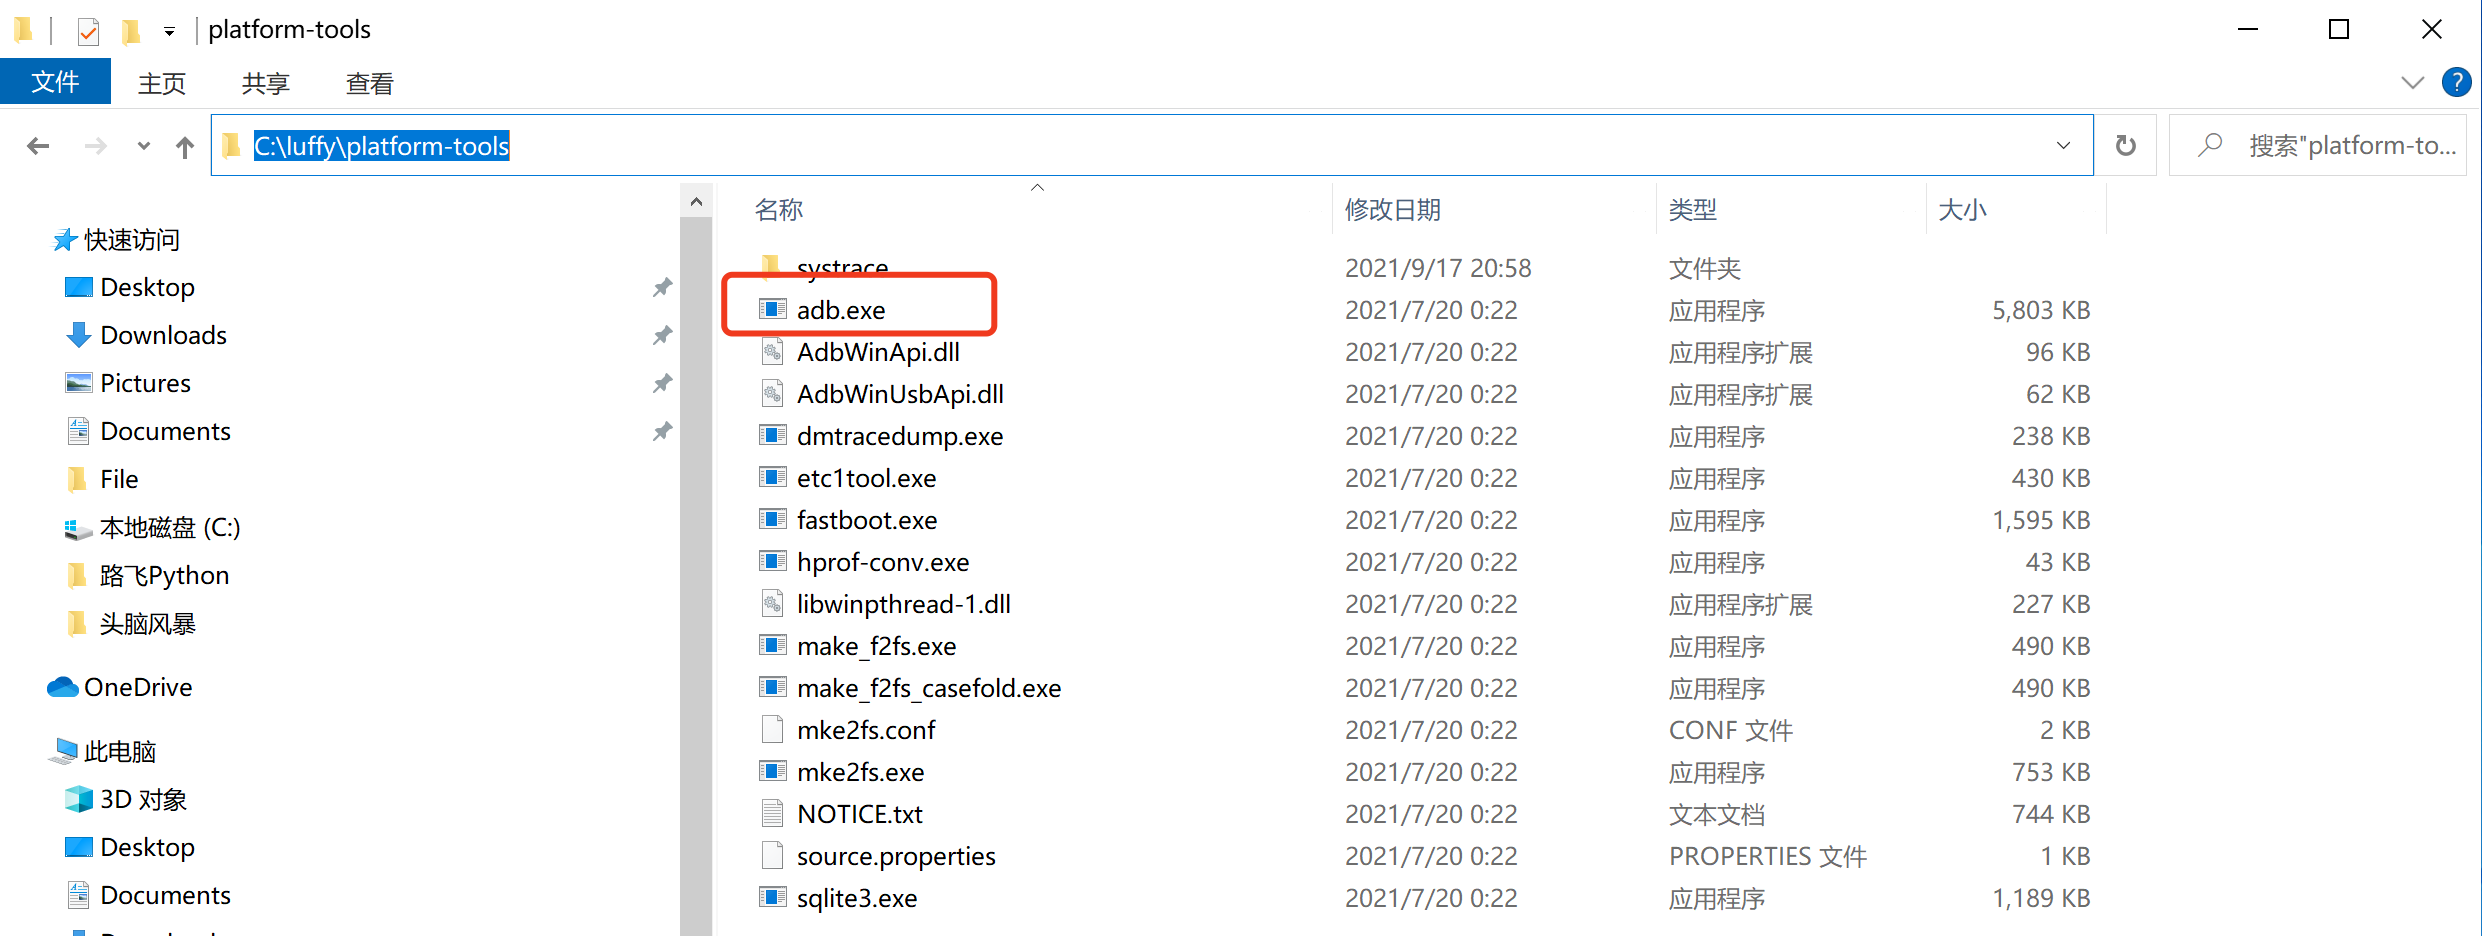 platform-tools
文件 主页 共享 查看
C:\luffy\platform-tools
搜索"platform-to...
名称 修改日期 类型 大小
快速访问
Desktop
Downloads
Pictures
Documents
File
本地磁盘 (C:)
路飞Python
头脑风暴
OneDrive
此电脑
3D 对象
Desktop
Documents
systrace 2021/9/17 20:58 文件夹
adb.exe 2021/7/20 0:22 应用程序 5,803 KB
AdbWinApi.dll 2021/7/20 0:22 应用程序扩展 96 KB
AdbWinUsbApi.dll 2021/7/20 0:22 应用程序扩展 62 KB
dmtracedump.exe 2021/7/20 0:22 应用程序 238 KB
etc1tool.exe 2021/7/20 0:22 应用程序 430 KB
fastboot.exe 2021/7/20 0:22 应用程序 1,595 KB
hprof-conv.exe 2021/7/20 0:22 应用程序 43 KB
libwinpthread-1.dll 2021/7/20 0:22 应用程序扩展 227 KB
make_f2fs.exe 2021/7/20 0:22 应用程序 490 KB
make_f2fs_casefold.exe 2021/7/20 0:22 应用程序 490 KB
mke2fs.conf 2021/7/20 0:22 CONF 文件 2 KB
mke2fs.exe 2021/7/20 0:22 应用程序 753 KB
NOTICE.txt 2021/7/20 0:22 文本文档 744 KB
source.properties 2021/7/20 0:22 PROPERTIES 文件 1 KB
sqlite3.exe 2021/7/20 0:22 应用程序 1,189 KB